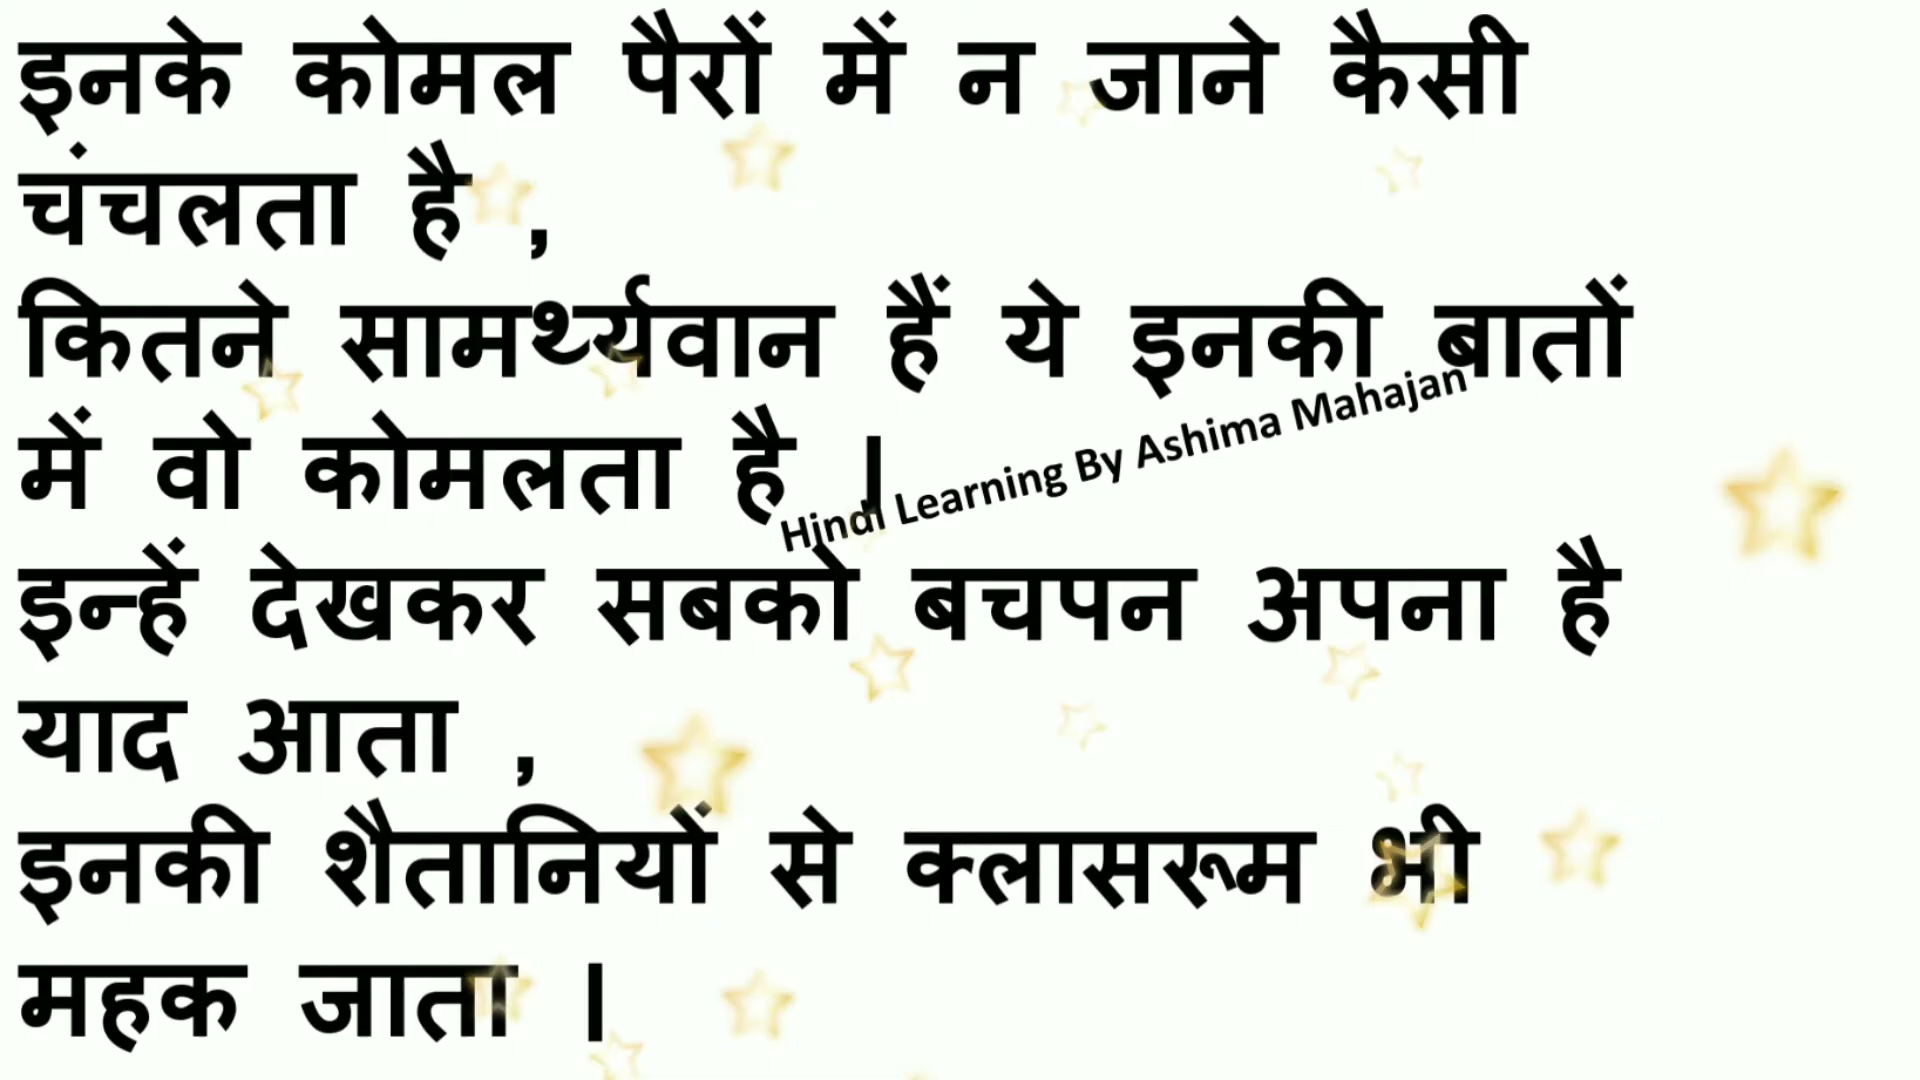 इनके कोमल पैरों में न जाने कैसी
चंचलता है ,
कितने सामर्थ्यवान हैं ये इनकी बातों
में वो कोमलता है |
Hindi Learning By Ashima Mahajan
इन्हें देखकर सबको बचपन अपना है
याद आता ,
इनकी शैतानियों से क्लासरूम भी
महक जाता |